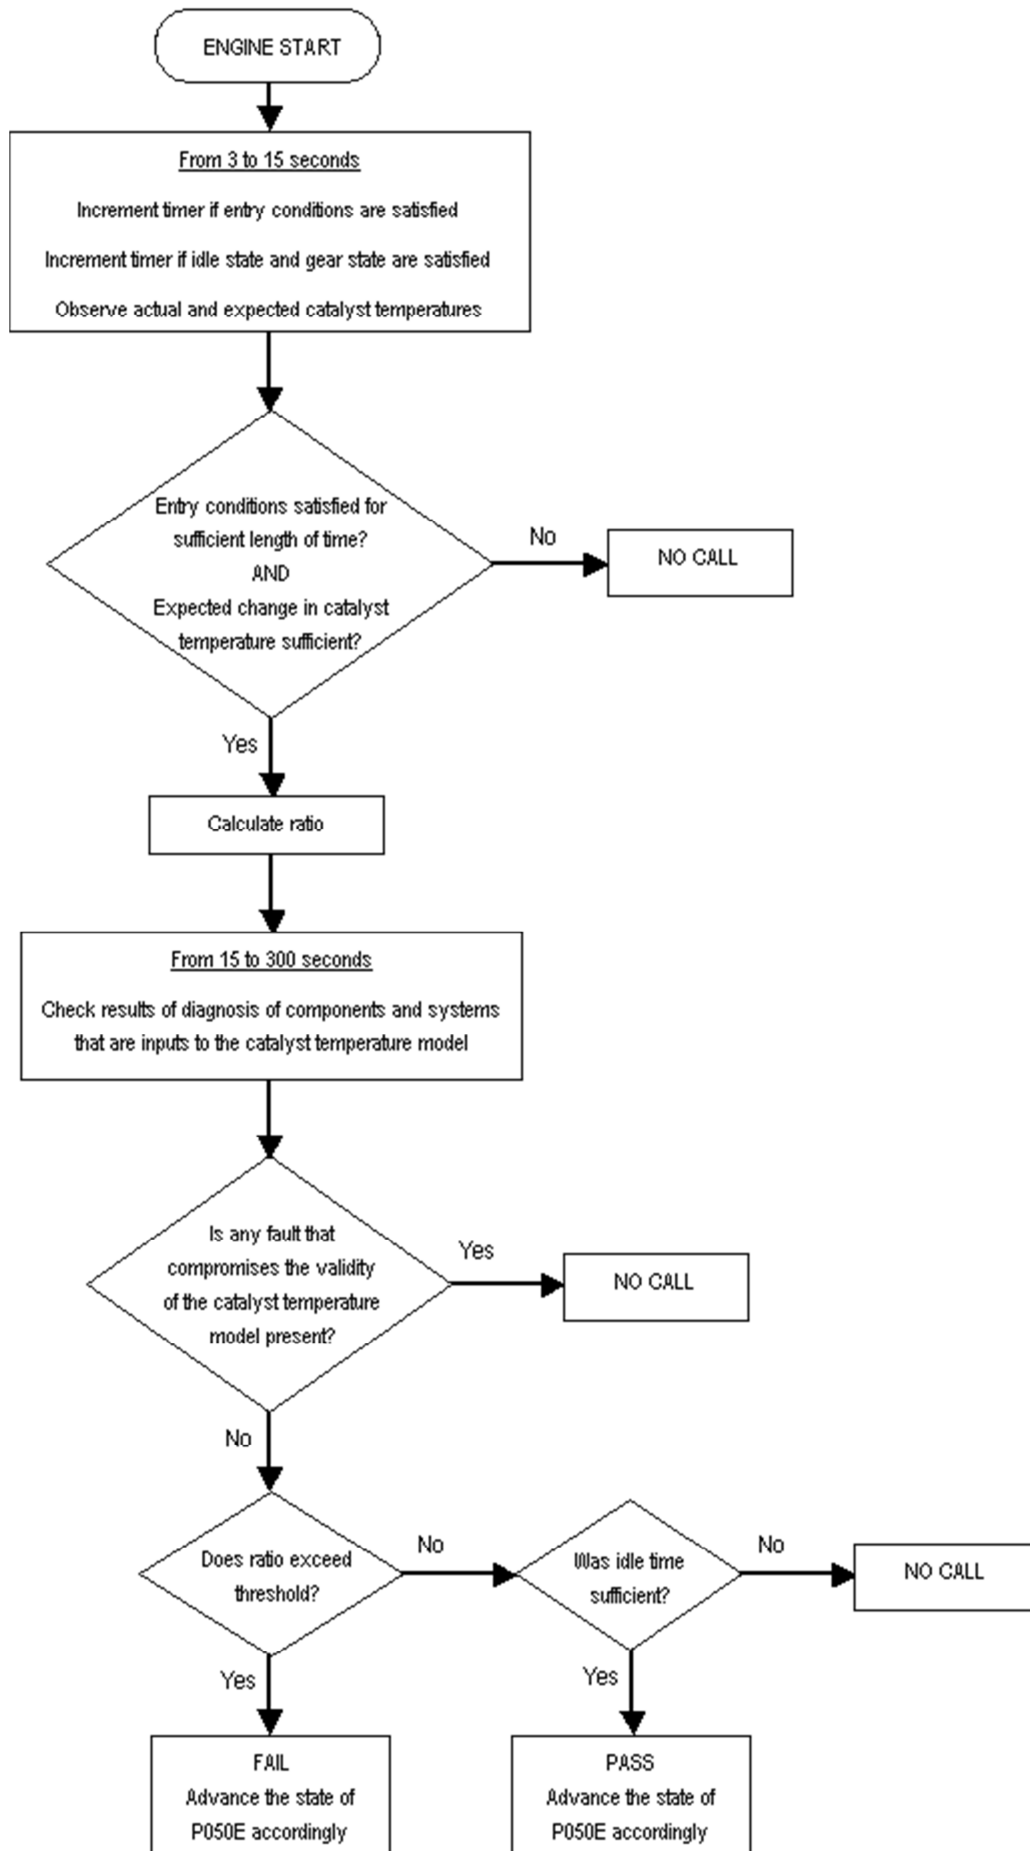 ENGINE START
From 3 to 15 seconds
Increment timer if entry conditions are satisfied
Increment timer if idle state and gear state are satisfied
Observe actual and expected catalyst temperatures
Entry conditions satisfied for
sufficient length of time?
AND
Expected change in catalyst
temperature sufficient?
No
NO CALL
Yes
Calculate ratio
From 15 to 300 seconds
Check results of diagnosis of components and systems
that are inputs to the catalyst temperature model
Is any fault that
compromises the validity
of the catalyst temperature
model present?
Yes
NO CALL
No
Does ratio exceed
threshold?
No
Was idle time
sufficient?
No
NO CALL
Yes
FAIL
Advance the state of
P050E accordingly
Yes
PASS
Advance the state of
P050E accordingly